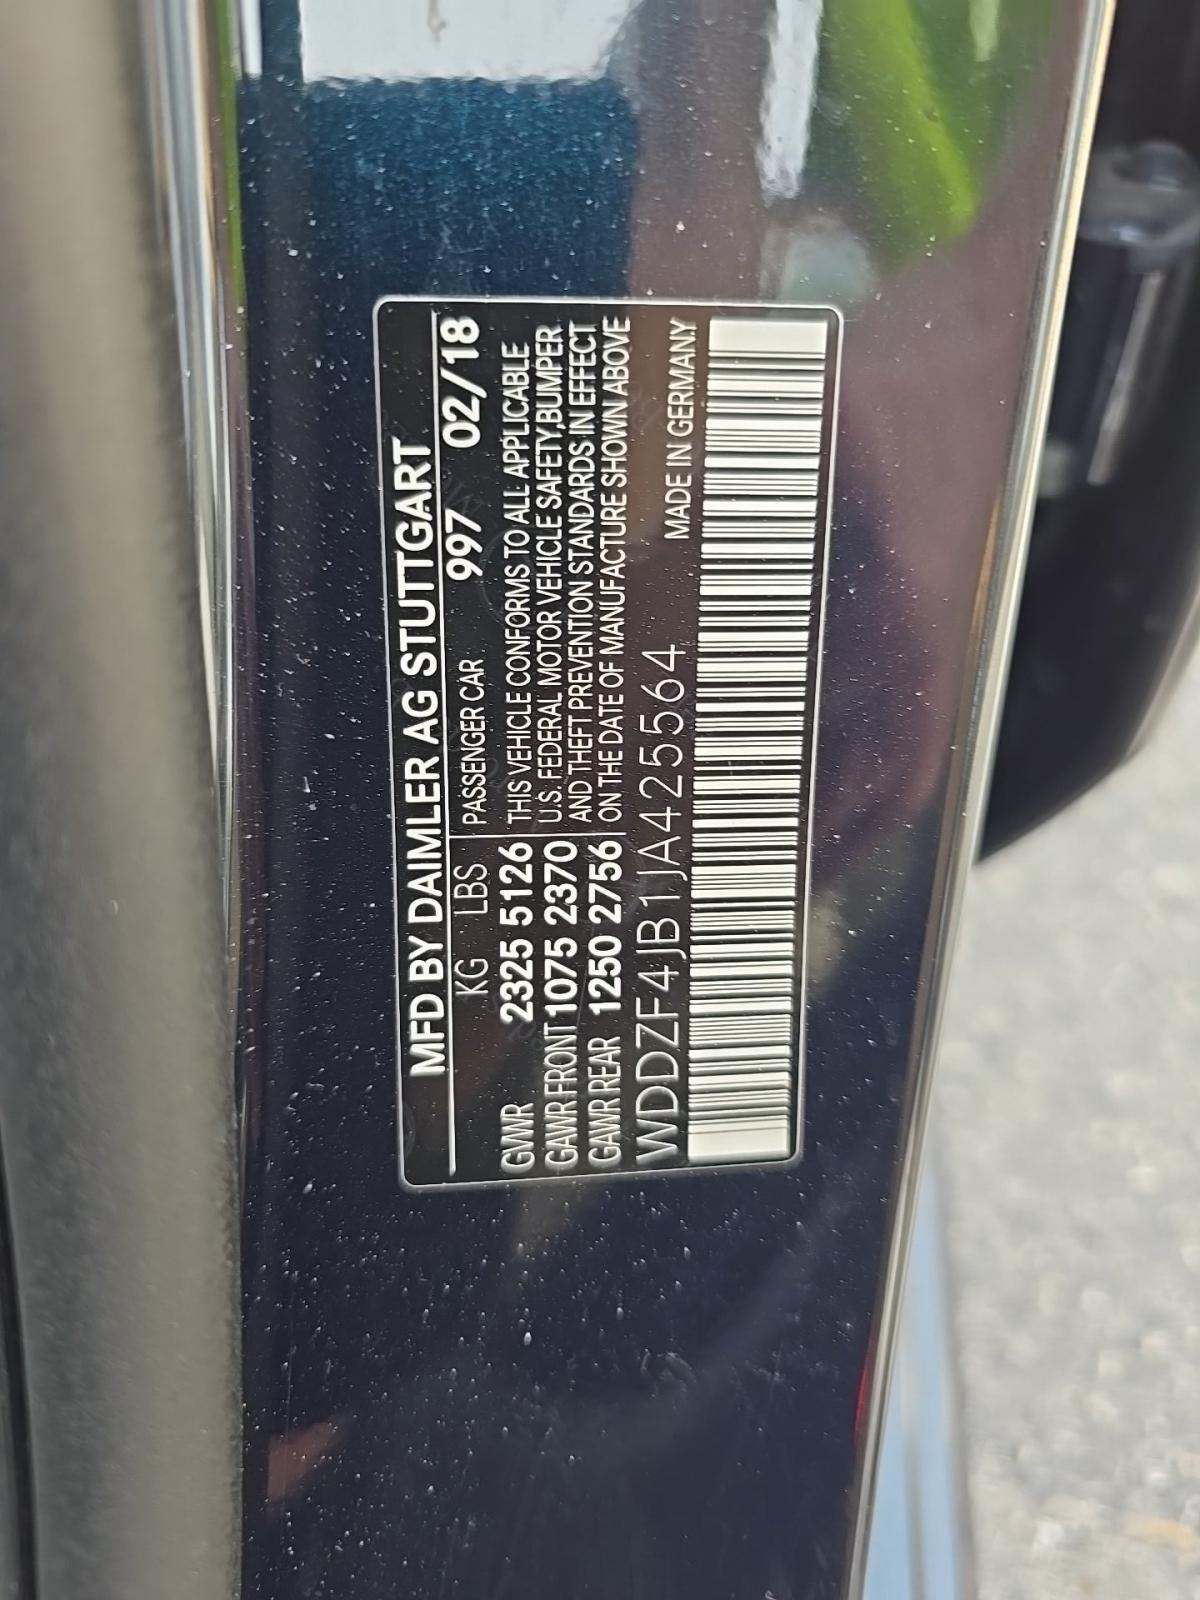 MFD BY DAIMLER AG STUTTGART
KG LBS PASSENGER CAR 997 02/18
GVWR 2325 5126 THIS VEHICLE CONFORMS TO ALL APPLICABLE
GAWR FRONT 1075 2370 U.S. FEDERAL MOTOR VEHICLE SAFETY,BUMPER
GAWR REAR 1250 2756 AND THEFT PREVENTION STANDARDS IN EFFECT
ON THE DATE OF MANUFACTURE SHOWN ABOVE
WDDZF4JB1JA425564 MADE IN GERMANY